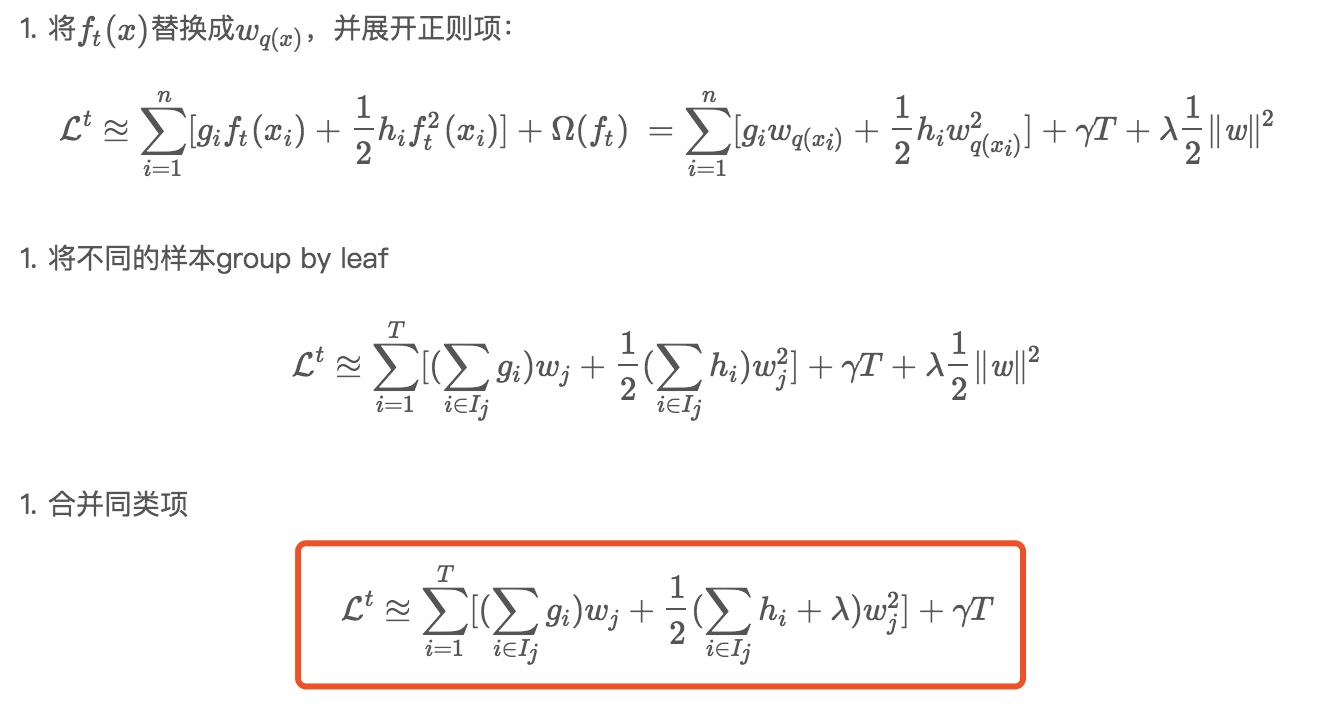 1. 将$f_t(x)$替换成$w_{q(x)}$，并展开正则项：
$\mathcal{L}^t \approxeq \sum_{i=1}^{n}[g_i f_t(x_i) + \frac{1}{2} h_i f_t^2(x_i)] + \Omega(f_t) = \sum_{i=1}^{n}[g_i w_{q(x_i)} + \frac{1}{2} h_i w_{q(x_i)}^2] + \gamma T + \lambda \frac{1}{2} \|w\|^2$
1. 将不同的样本group by leaf
$\mathcal{L}^t \approxeq \sum_{i=1}^{T}[(\sum_{i \in I_j} g_i) w_j + \frac{1}{2} (\sum_{i \in I_j} h_i) w_j^2] + \gamma T + \lambda \frac{1}{2} \|w\|^2$
1. 合并同类项
$\mathcal{L}^t \approxeq \sum_{i=1}^{T}[(\sum_{i \in I_j} g_i) w_j + \frac{1}{2} (\sum_{i \in I_j} h_i + \lambda) w_j^2] + \gamma T$